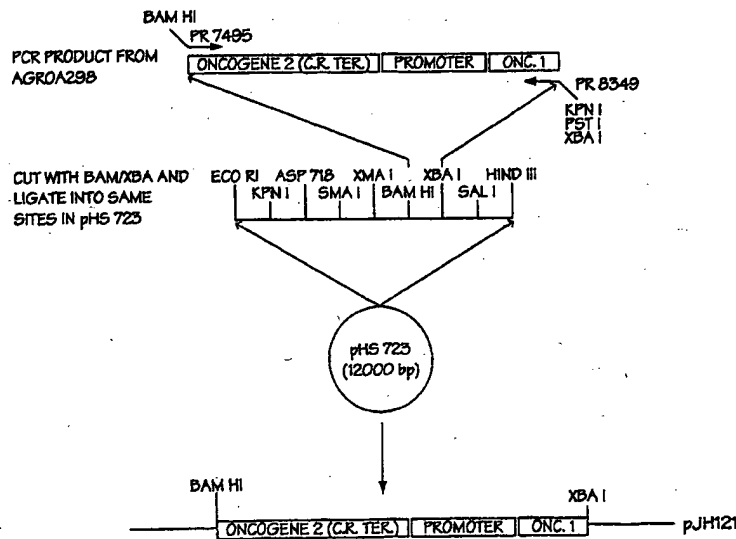 BAM HI
PR 7495
PCR PRODUCT FROM
AGROA298
ONCOGENE 2 (C.R. TER.) PROMOTER ONC. 1
PR 8349
KPN I
PST I
XBA I
CUT WITH BAM/XBA AND
LIGATE INTO SAME
SITES IN pHS 723
ECO RI ASP 718 XMA I XBA I HIND III
KPN I SMA I BAM HI SAL I
pHS 723
(12000 bp)
BAM HI
XBA I
ONCOGENE 2 (C.R. TER.) PROMOTER ONC. 1
pJH121